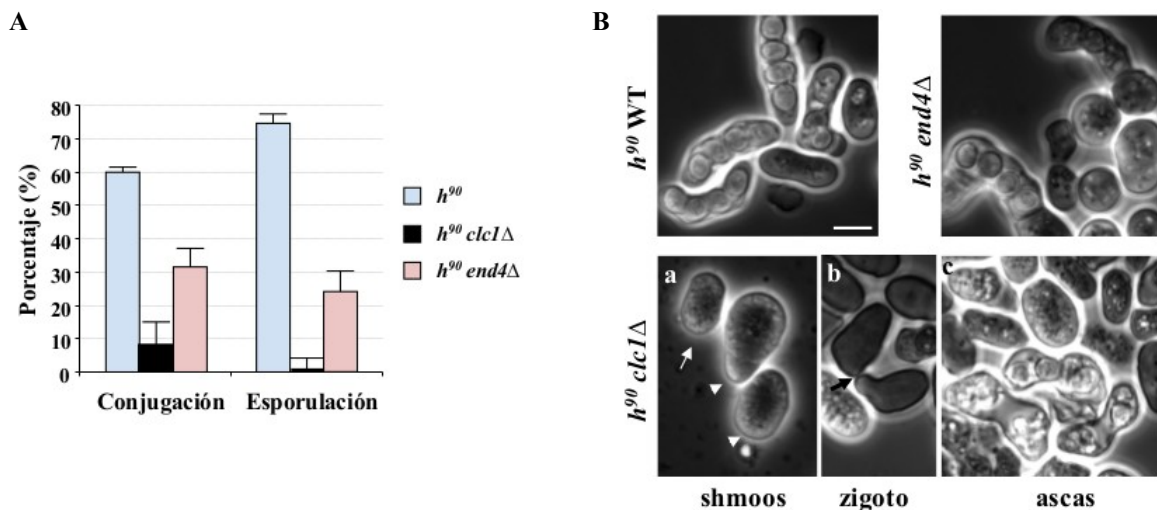 A
80
70
60
50
40
30
20
10
0
Porcentaje (%)
Conjugación Esporulación
h⁹⁰
h⁹⁰ clc1Δ
h⁹⁰ end4Δ
B
h⁹⁰ WT
h⁹⁰ end4Δ
h⁹⁰ clc1Δ
a
b
c
shmoos
zigoto
ascas